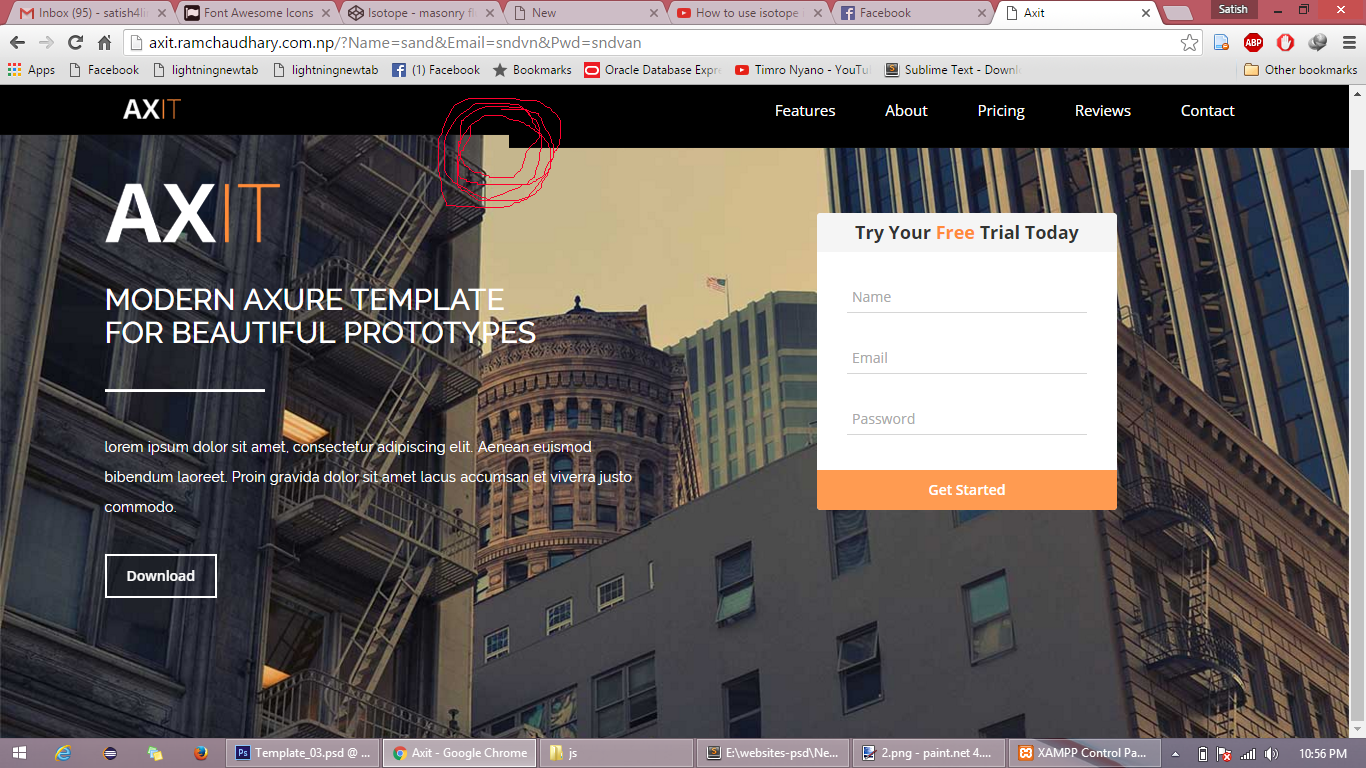 Inbox (95) - satish4li
Font Awesome Icons
Isotope - masonry fl
New
How to use isotope
Facebook
Axit
Satish
axit.ramchaudhary.com.np/?Name=sand&Email=sndvn&Pwd=sndvan
ABP
Apps
Facebook
lightningnewtab
lightningnewtab
(1) Facebook
Bookmarks
Oracle Database Expre
Timro Nyano - YouTu
Sublime Text - Downl
Other bookmarks
AXIT
Features
About
Pricing
Reviews
Contact
AXIT
MODERN AXURE TEMPLATE
FOR BEAUTIFUL PROTOTYPES
lorem ipsum dolor sit amet, consectetur adipiscing elit. Aenean euismod
bibendum laoreet. Proin gravida dolor sit amet lacus accumsan et viverra justo
commodo.
Download
Try Your Free Trial Today
Name
Email
Password
Get Started
Template_03.psd @ ...
Axit - Google Chrome
js
E:\websites-psd\Ne...
2.png - paint.net 4....
XAMPP Control Pa...
10:56 PM